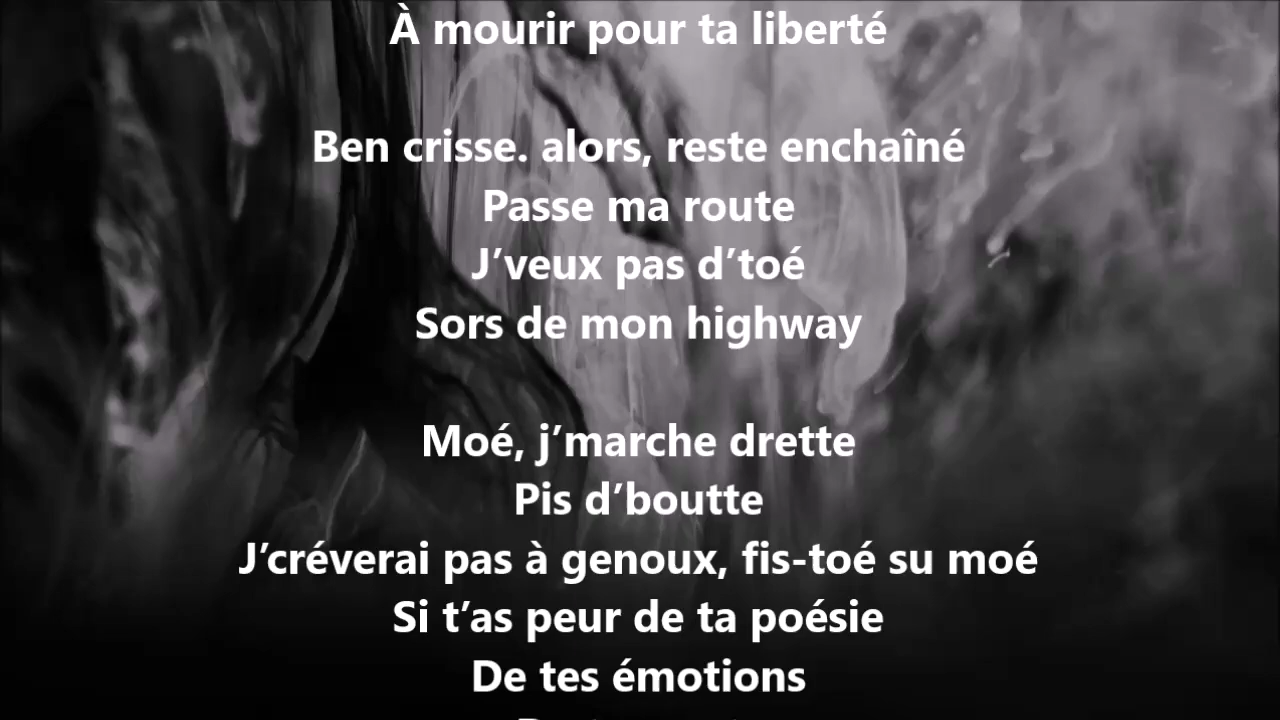 À mourir pour ta liberté
Ben crisse. alors, reste enchaîné
Passe ma route
J’veux pas d’toé
Sors de mon highway
Moé, j’marche drette
Pis d’boutte
J’créverai pas à genoux, fis-toé su moé
Si t’as peur de ta poésie
De tes émotions